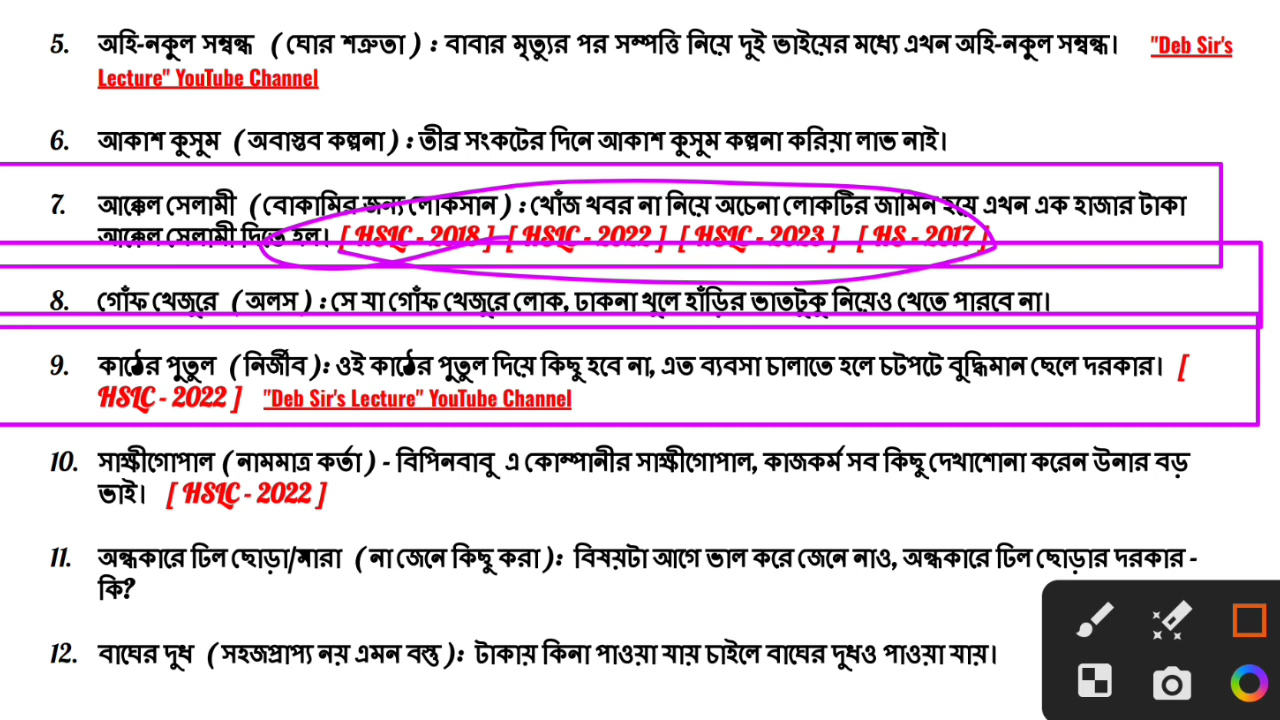 5. অহি-নকুল সম্বন্ধ ( ঘোর শত্রুতা ) : বাবার মৃত্যুর পর সম্পত্তি নিয়ে দুই ভাইয়ের মধ্যে এখন অহি-নকুল সম্বন্ধ। "Deb Sir's
Lecture" YouTube Channel
6. আকাশ কুসুম ( অবাস্তব কল্পনা ) : তীব্র সংকটের দিনে আকাশ কুসুম কল্পনা করিয়া লাভ নাই।
7. আক্কেল সেলামী ( বোকামির জন্য লোকসান ) : খোঁজ খবর না নিয়ে অচেনা লোকটির জামিন হয়ে এখন এক হাজার টাকা
আক্কেল সেলামী দিতে হল। [ HSLC - 2018 ] [ HSLC - 2022 ] [ HSLC - 2023 ] [ HS - 2017 ]
8. গোঁফ খেজুরে ( অলস ) : সে যা গোঁফ খেজুরে লোক, ঢাকনা খুলে হাঁড়ির ভাতটুকু নিয়েও খেতে পারবে না।
9. কাঠের পুতুল ( নির্জীব ): ওই কাঠের পুতুল দিয়ে কিছু হবে না, এত ব্যবসা চালাতে হলে চটপটে বুদ্ধিমান ছেলে দরকার। [
HSLC - 2022 ] "Deb Sir's Lecture" YouTube Channel
10. সাক্ষীগোপাল ( নামমাত্র কর্তা ) - বিপিনবাবু এ কোম্পানীর সাক্ষীগোপাল, কাজকর্ম সব কিছু দেখাশোনা করেন উনার বড়
ভাই। [ HSLC - 2022 ]
11. অন্ধকারে ঢিল ছোড়া/মারা ( না জেনে কিছু করা ): বিষয়টা আগে ভাল করে জেনে নাও, অন্ধকারে ঢিল ছোড়ার দরকার -
কি?
12. বাঘের দুধ ( সহজপ্রাপ্য নয় এমন বস্তু ): টাকায় কিনা পাওয়া যায় চাইলে বাঘের দুধও পাওয়া যায়।